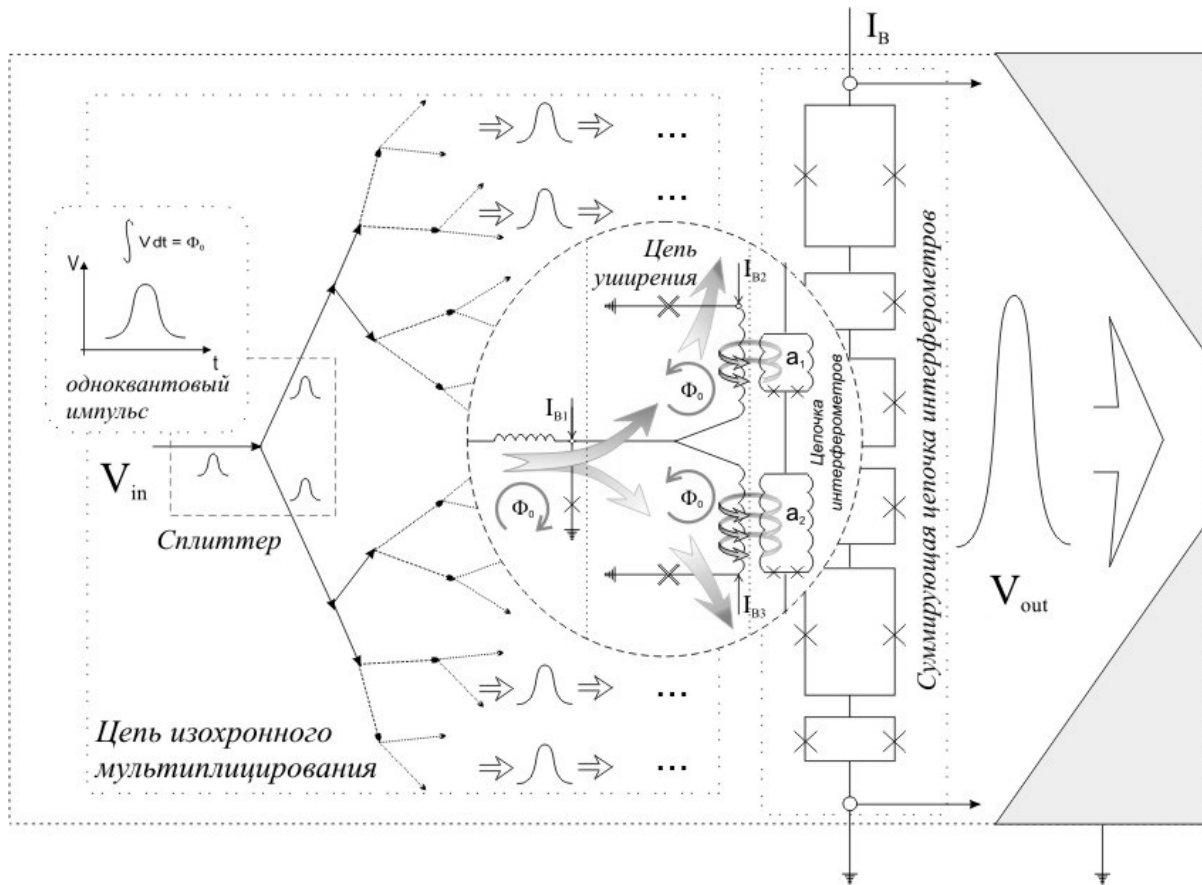 I_B
∫ V dt = Φ₀
V
t
одноквантовый
импульс
V_in
Сплиттер
Цепь изохронного
мультиплицирования
...
...
...
...
Цепь
уширения
I_B1
I_B2
I_B3
Φ₀
Φ₀
Φ₀
a₁
a₂
Цепочка
интерферометров
Суммирующая цепочка интерферометров
V_out